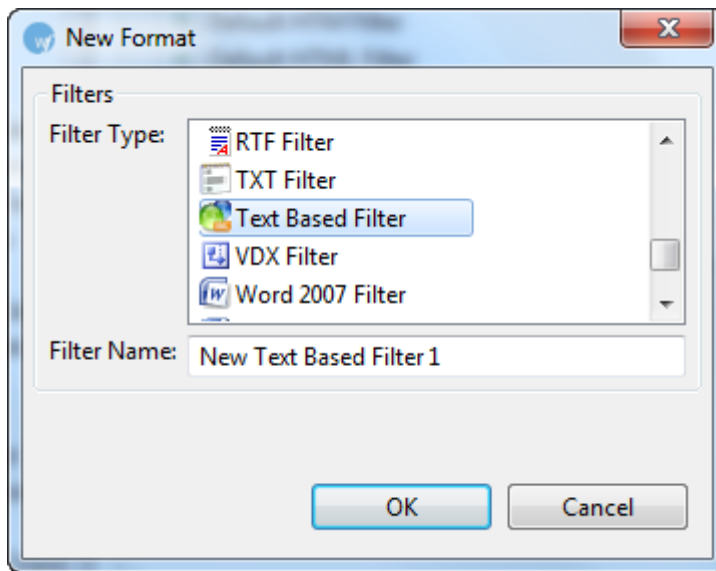 New Format
Filters
Filter Type:
RTF Filter
TXT Filter
Text Based Filter
VDX Filter
Word 2007 Filter
Filter Name: New Text Based Filter 1
OK Cancel